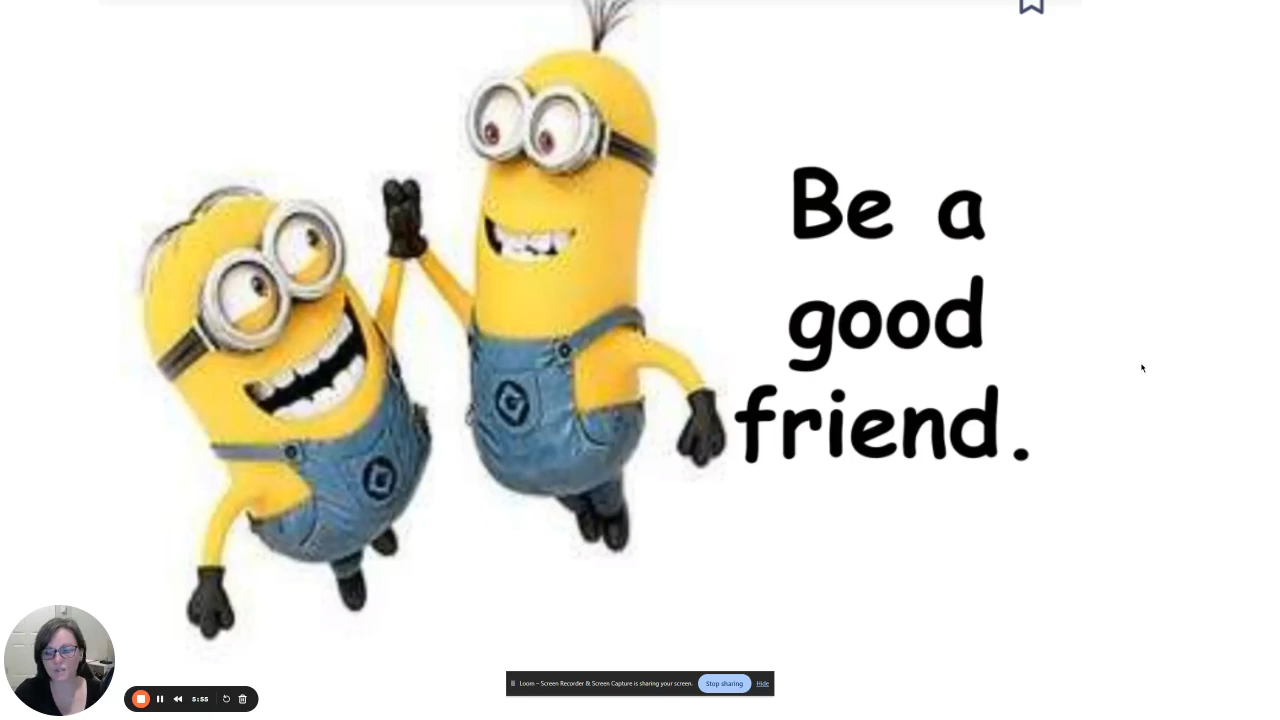 Be a
good
friend.
Loom – Screen Recorder & Screen Capture is sharing your screen.
Stop sharing
Hide
5:55